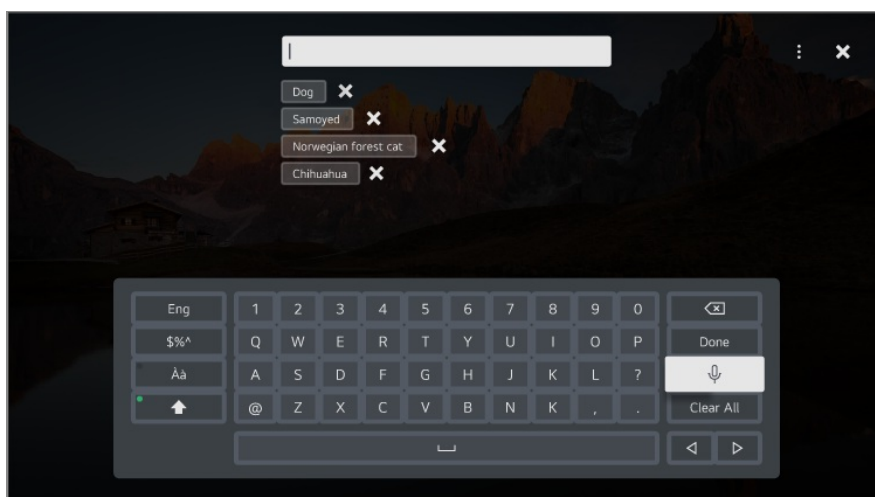 Dog
Samoyed
Norwegian forest cat
Chihuahua
Eng 1 2 3 4 5 6 7 8 9 0
$%^ Q W E R T Y U I O P Done
Àà A S D F G H J K L ?
@ Z X C V B N K , . Clear All